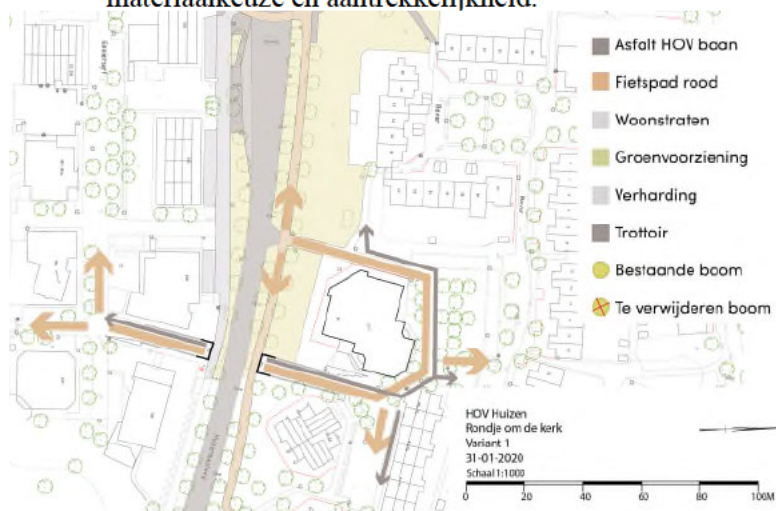 materiaalkeuze en aantrekkelijkheid.
Asfalt HOV baan
Fietspad rood
Woonstraten
Groenvoorziening
Verharding
Trottoir
Bestaande boom
Te verwijderen boom
HOV Huizen
Rondje om de kerk
Variant 1
31-01-2020
Schaal 1:1000
0 20 40 60 80 100M